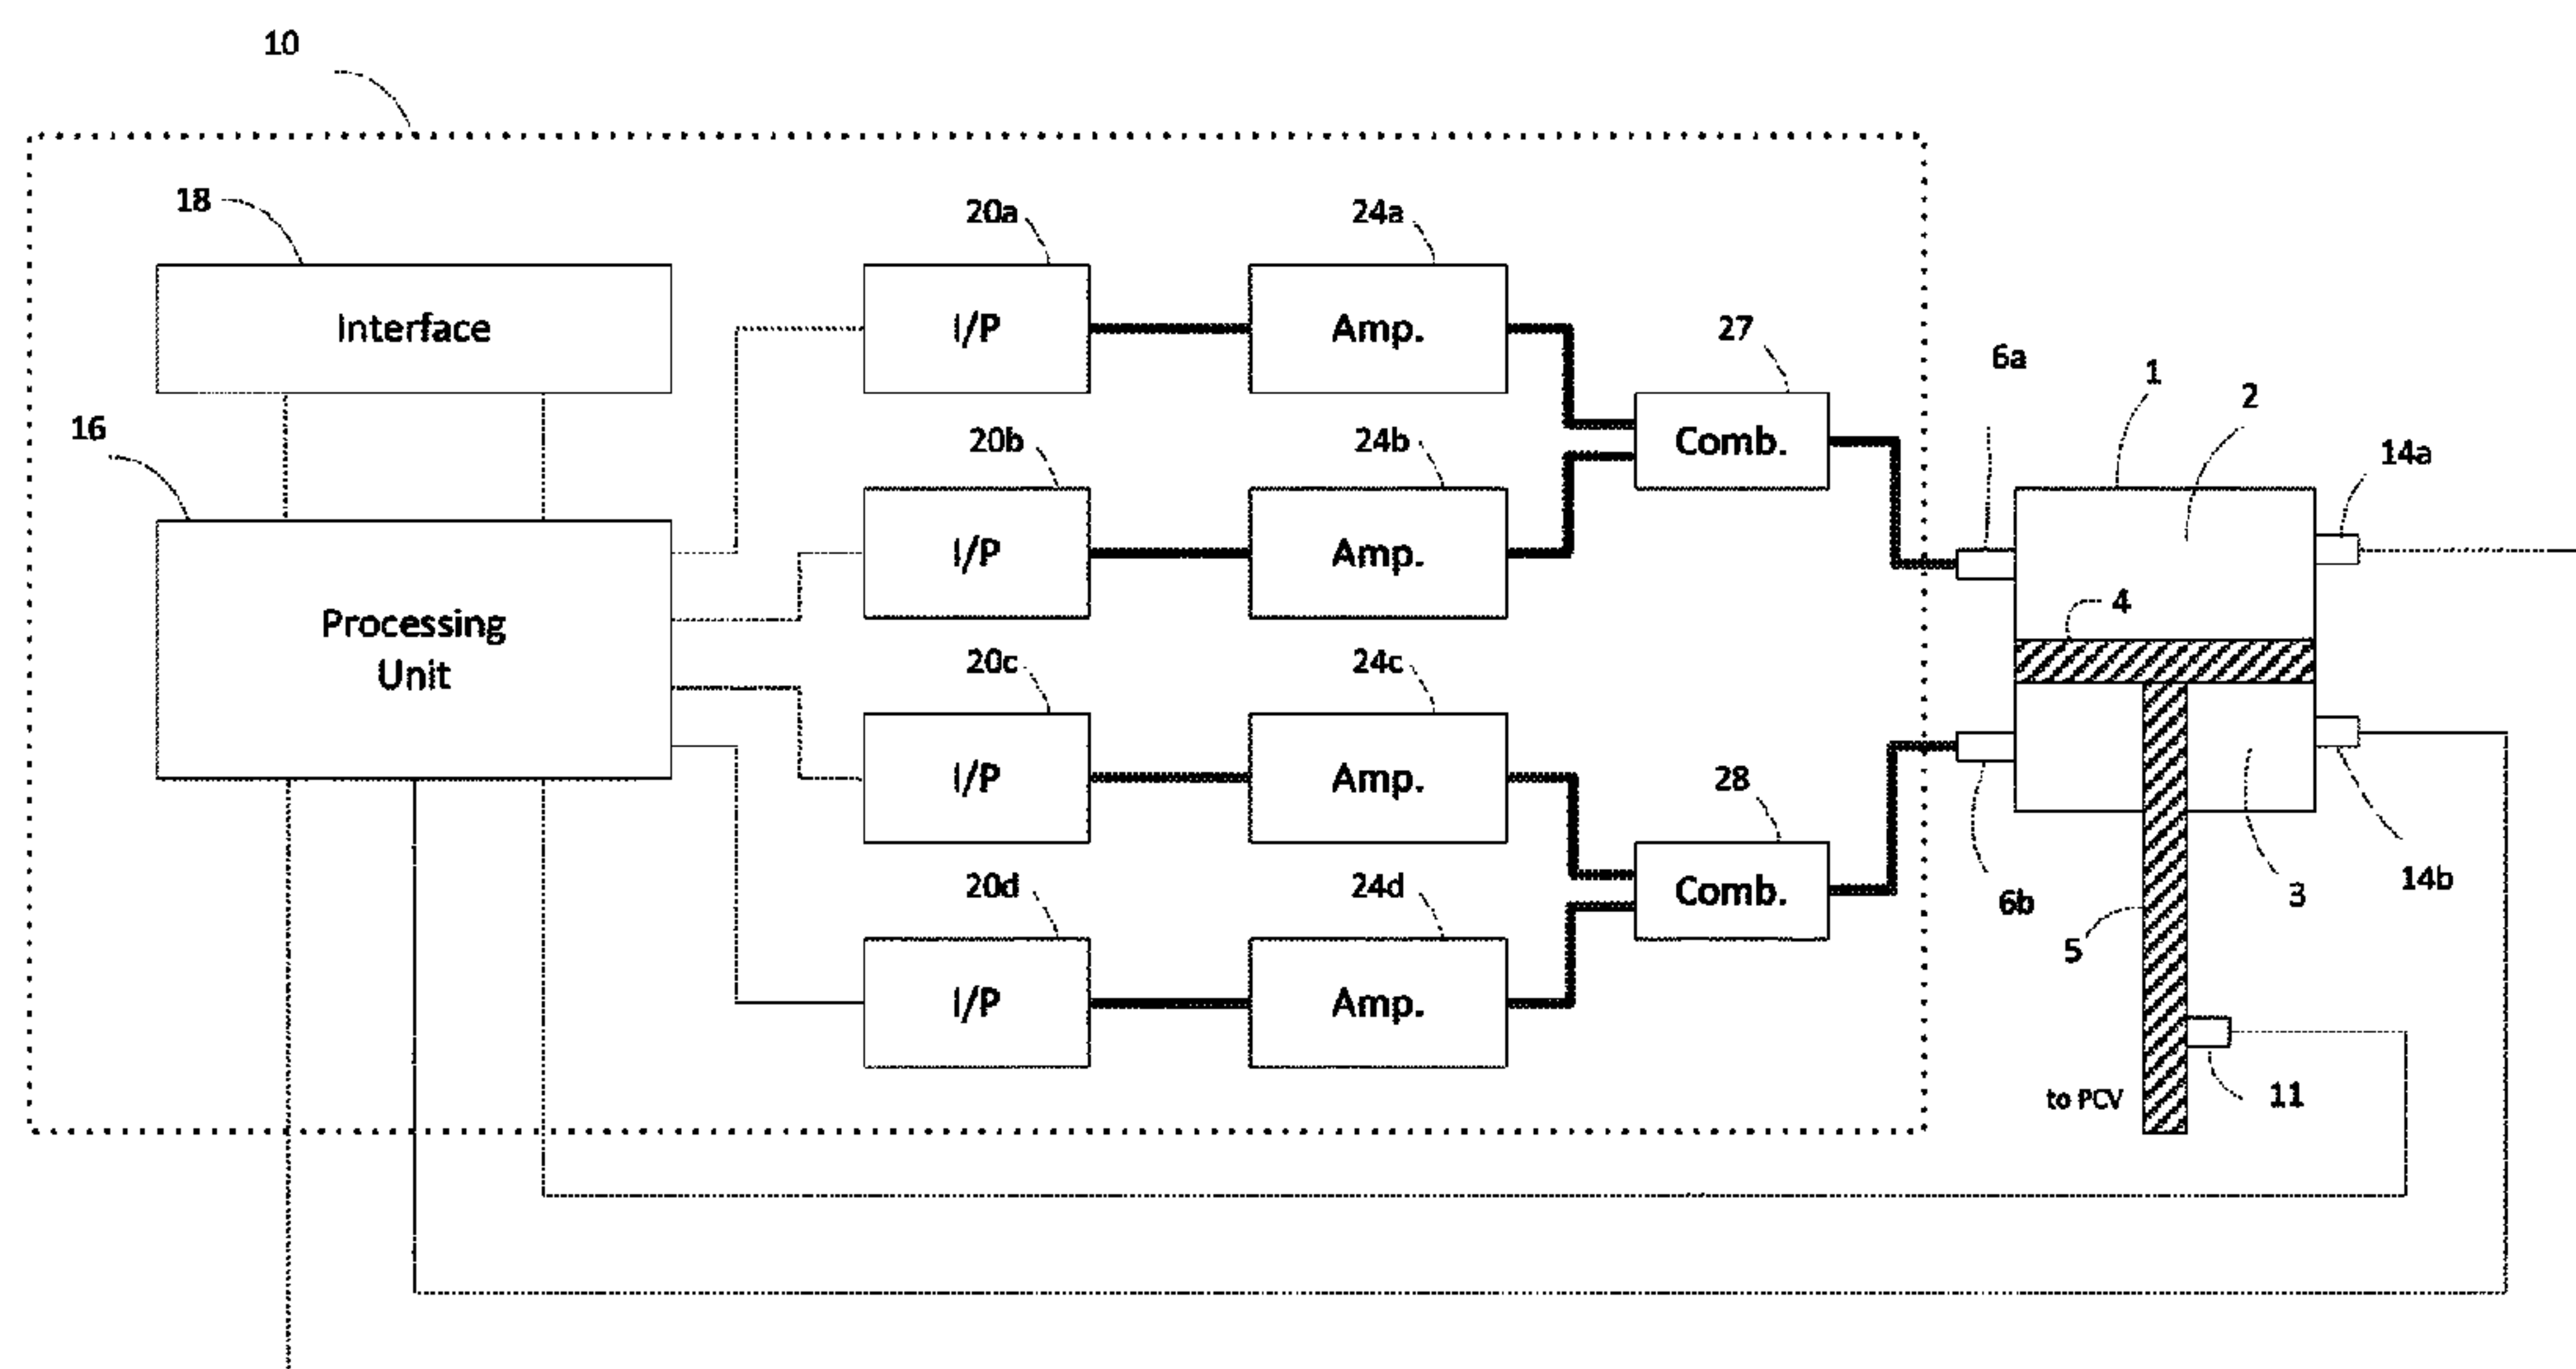 10
18
20a
24a
Interface
I/P
Amp.
27
6a
1
2
16
20b
24b
Comb.
14a
I/P
Amp.
4
Processing
Unit
20c
24c
I/P
Amp.
28
6b
3
14b
20d
24d
Comb.
5
I/P
Amp.
to PCV
11